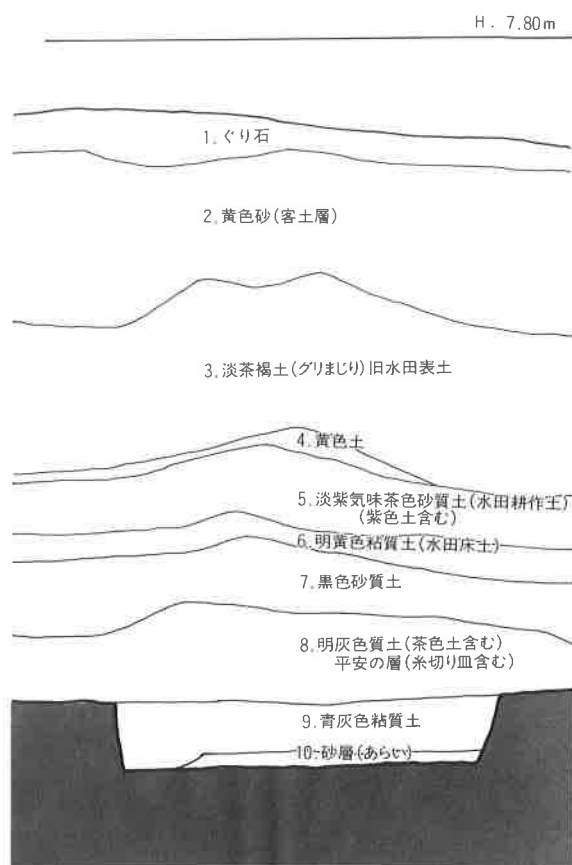 H. 7.80m
1. ぐり石
2. 黄色砂(客土層)
3. 淡茶褐土(グリまじり)旧水田表土
4. 黄色土
5. 淡紫気味茶色砂質土(水田耕作土)
(紫色土含む)
6. 明黄色粘質土(水田床土)
7. 黒色砂質土
8. 明灰色質土(茶色土含む)
平安の層(糸切り皿含む)
9. 青灰色粘質土
10. 砂層(あらい)